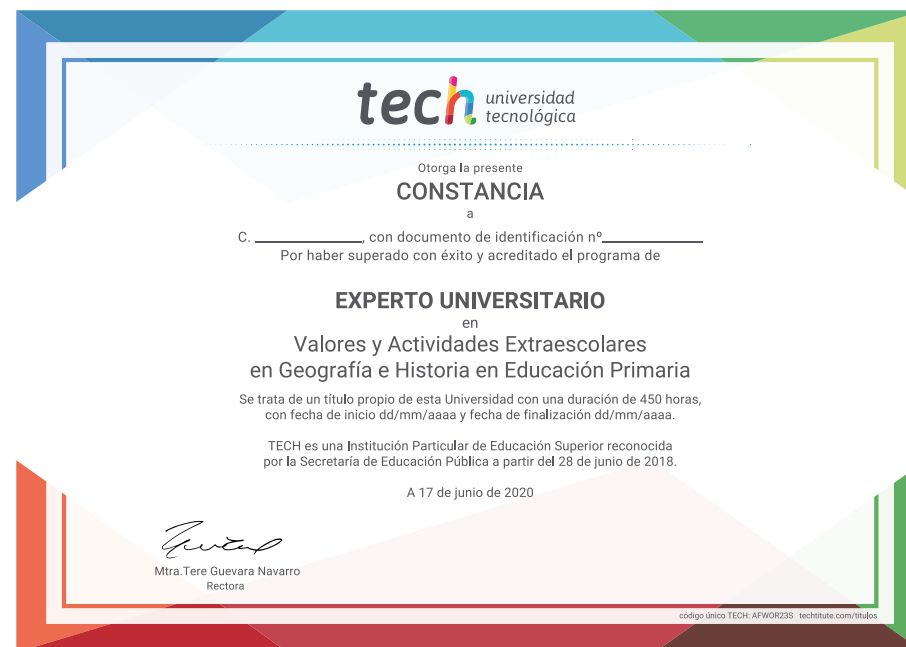 tech universidad
tecnológica
Otorga la presente
CONSTANCIA
a
C. ____________, con documento de identificación nº____________
Por haber superado con éxito y acreditado el programa de
EXPERTO UNIVERSITARIO
en
Valores y Actividades Extraescolares
en Geografía e Historia en Educación Primaria
Se trata de un título propio de esta Universidad con una duración de 450 horas,
con fecha de inicio dd/mm/aaaa y fecha de finalización dd/mm/aaaa.
TECH es una Institución Particular de Educación Superior reconocida
por la Secretaría de Educación Pública a partir del 28 de junio de 2018.
A 17 de junio de 2020
Mtra.Tere Guevara Navarro
Rectora
código único TECH: AFWOR23S techtitute.com/titulos